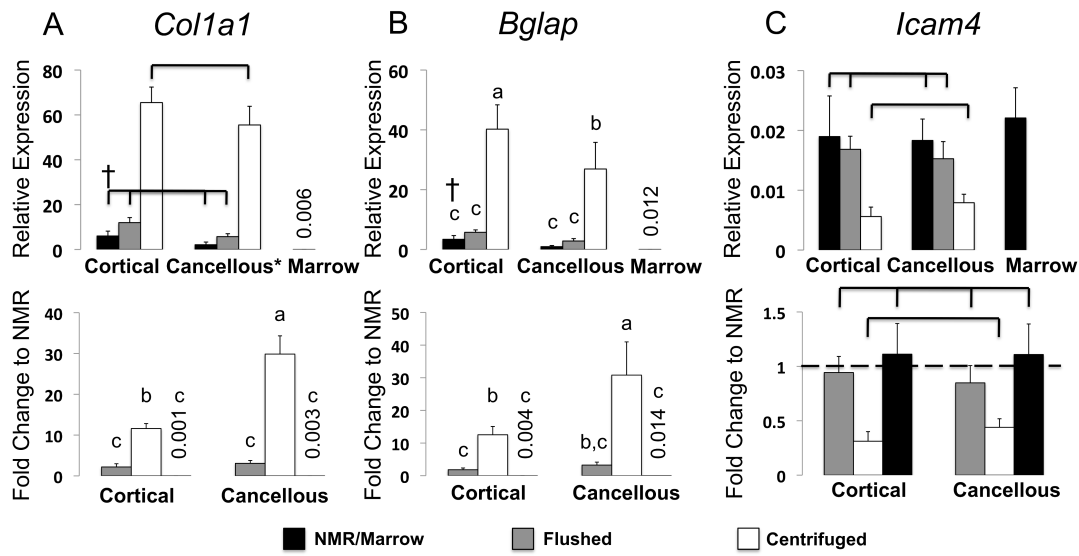 A Col1a1
Relative Expression
80
60
40
20
0
†
0.006
Cortical Cancellous* Marrow
B Bglap
Relative Expression
60
40
20
0
†
c c a
c c b
0.012
Cortical Cancellous Marrow
C Icam4
Relative Expression
0.03
0.02
0.01
0
Cortical Cancellous Marrow
Fold Change to NMR
40
30
20
10
0
c b c
0.001
c a c
0.003
Cortical Cancellous
Fold Change to NMR
50
40
30
20
10
0
c b c
0.004
b,c a c
0.014
Cortical Cancellous
Fold Change to NMR
1.5
1
0.5
0
Cortical Cancellous
NMR/Marrow Flushed Centrifuged